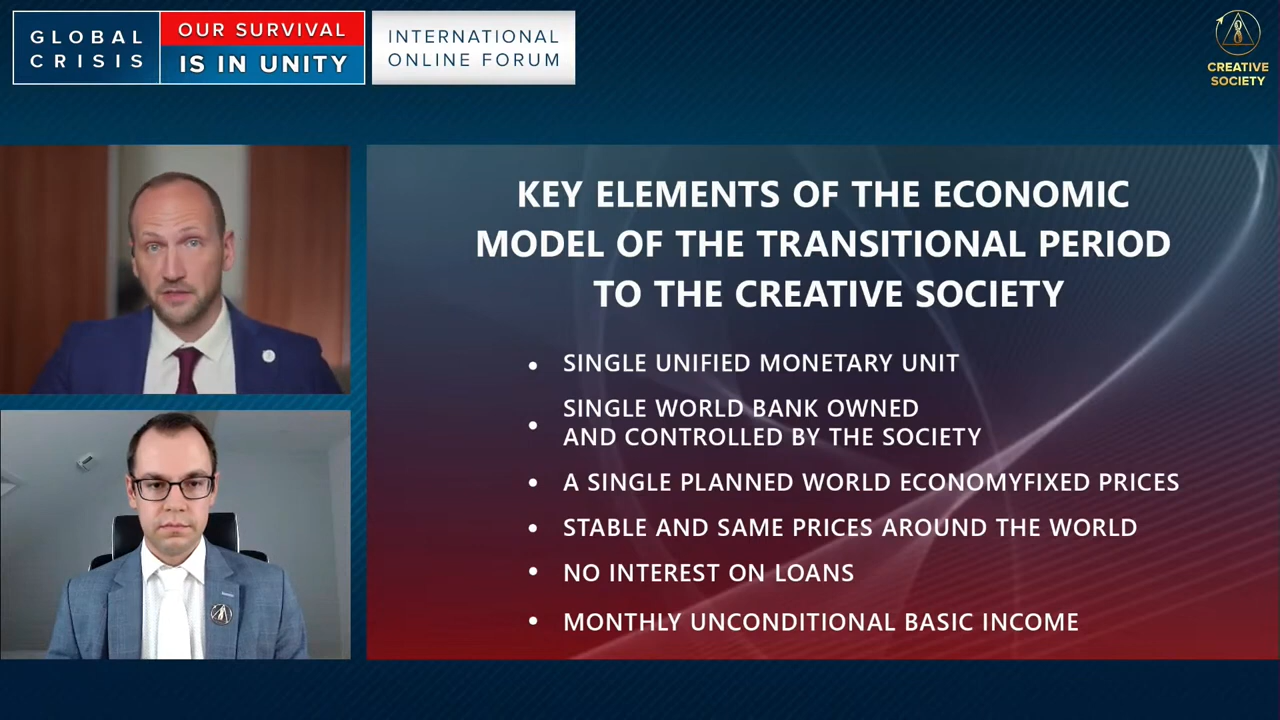 GLOBAL
CRISIS
OUR SURVIVAL
IS IN UNITY
INTERNATIONAL
ONLINE FORUM
CREATIVE
SOCIETY
KEY ELEMENTS OF THE ECONOMIC
MODEL OF THE TRANSITIONAL PERIOD
TO THE CREATIVE SOCIETY
• SINGLE UNIFIED MONETARY UNIT
• SINGLE WORLD BANK OWNED
AND CONTROLLED BY THE SOCIETY
• A SINGLE PLANNED WORLD ECONOMYFIXED PRICES
• STABLE AND SAME PRICES AROUND THE WORLD
• NO INTEREST ON LOANS
• MONTHLY UNCONDITIONAL BASIC INCOME